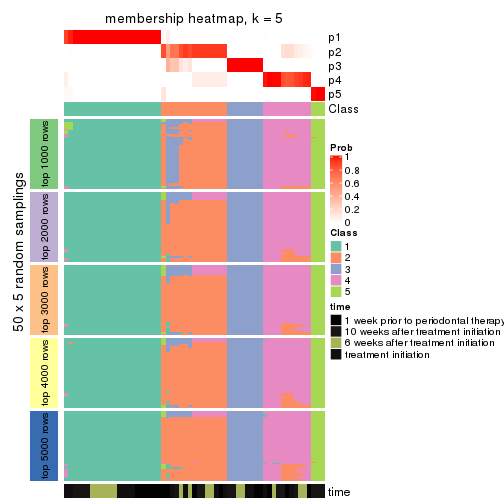 membership heatmap, k = 5
p1
p2
p3
p4
p5
Class
50 x 5 random samplings
top 1000 rows
top 2000 rows
top 3000 rows
top 4000 rows
top 5000 rows
time
Prob
1
0.8
0.6
0.4
0.2
0
Class
1
2
3
4
5
time
1 week prior to periodontal therapy
10 weeks after treatment initiation
6 weeks after treatment initiation
treatment initiation